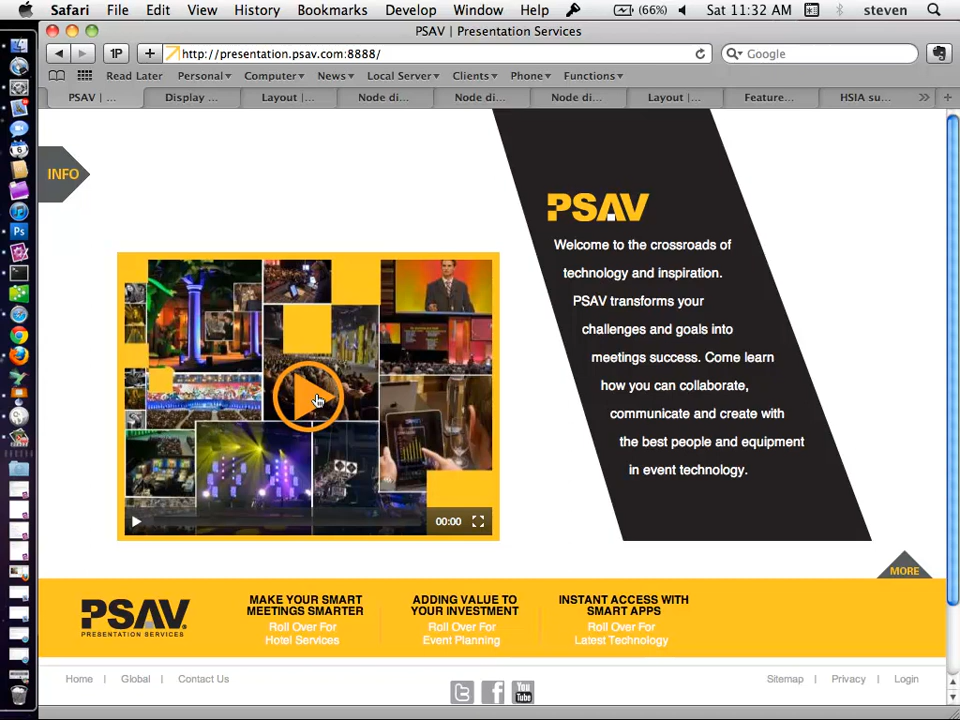 Safari File Edit View History Bookmarks Develop Window Help (66%) Sat 11:32 AM steven
PSAV | Presentation Services
1P + http://presentation.psav.com:8888/ Google
Read Later Personal Computer News Local Server Clients Phone Functions
PSAV | ... Display ... Layout |... Node di... Node di... Node di... Layout |... Feature... HSIA su... » +
INFO
PSAV
Welcome to the crossroads of
technology and inspiration.
PSAV transforms your
challenges and goals into
meetings success. Come learn
how you can collaborate,
communicate and create with
the best people and equipment
in event technology.
00:00
MORE
PSAV®
PRESENTATION SERVICES
MAKE YOUR SMART
MEETINGS SMARTER
Roll Over For
Hotel Services
ADDING VALUE TO
YOUR INVESTMENT
Roll Over For
Event Planning
INSTANT ACCESS WITH
SMART APPS
Roll Over For
Latest Technology
Home | Global | Contact Us
Sitemap | Privacy | Login
You
Tube
6
Ps